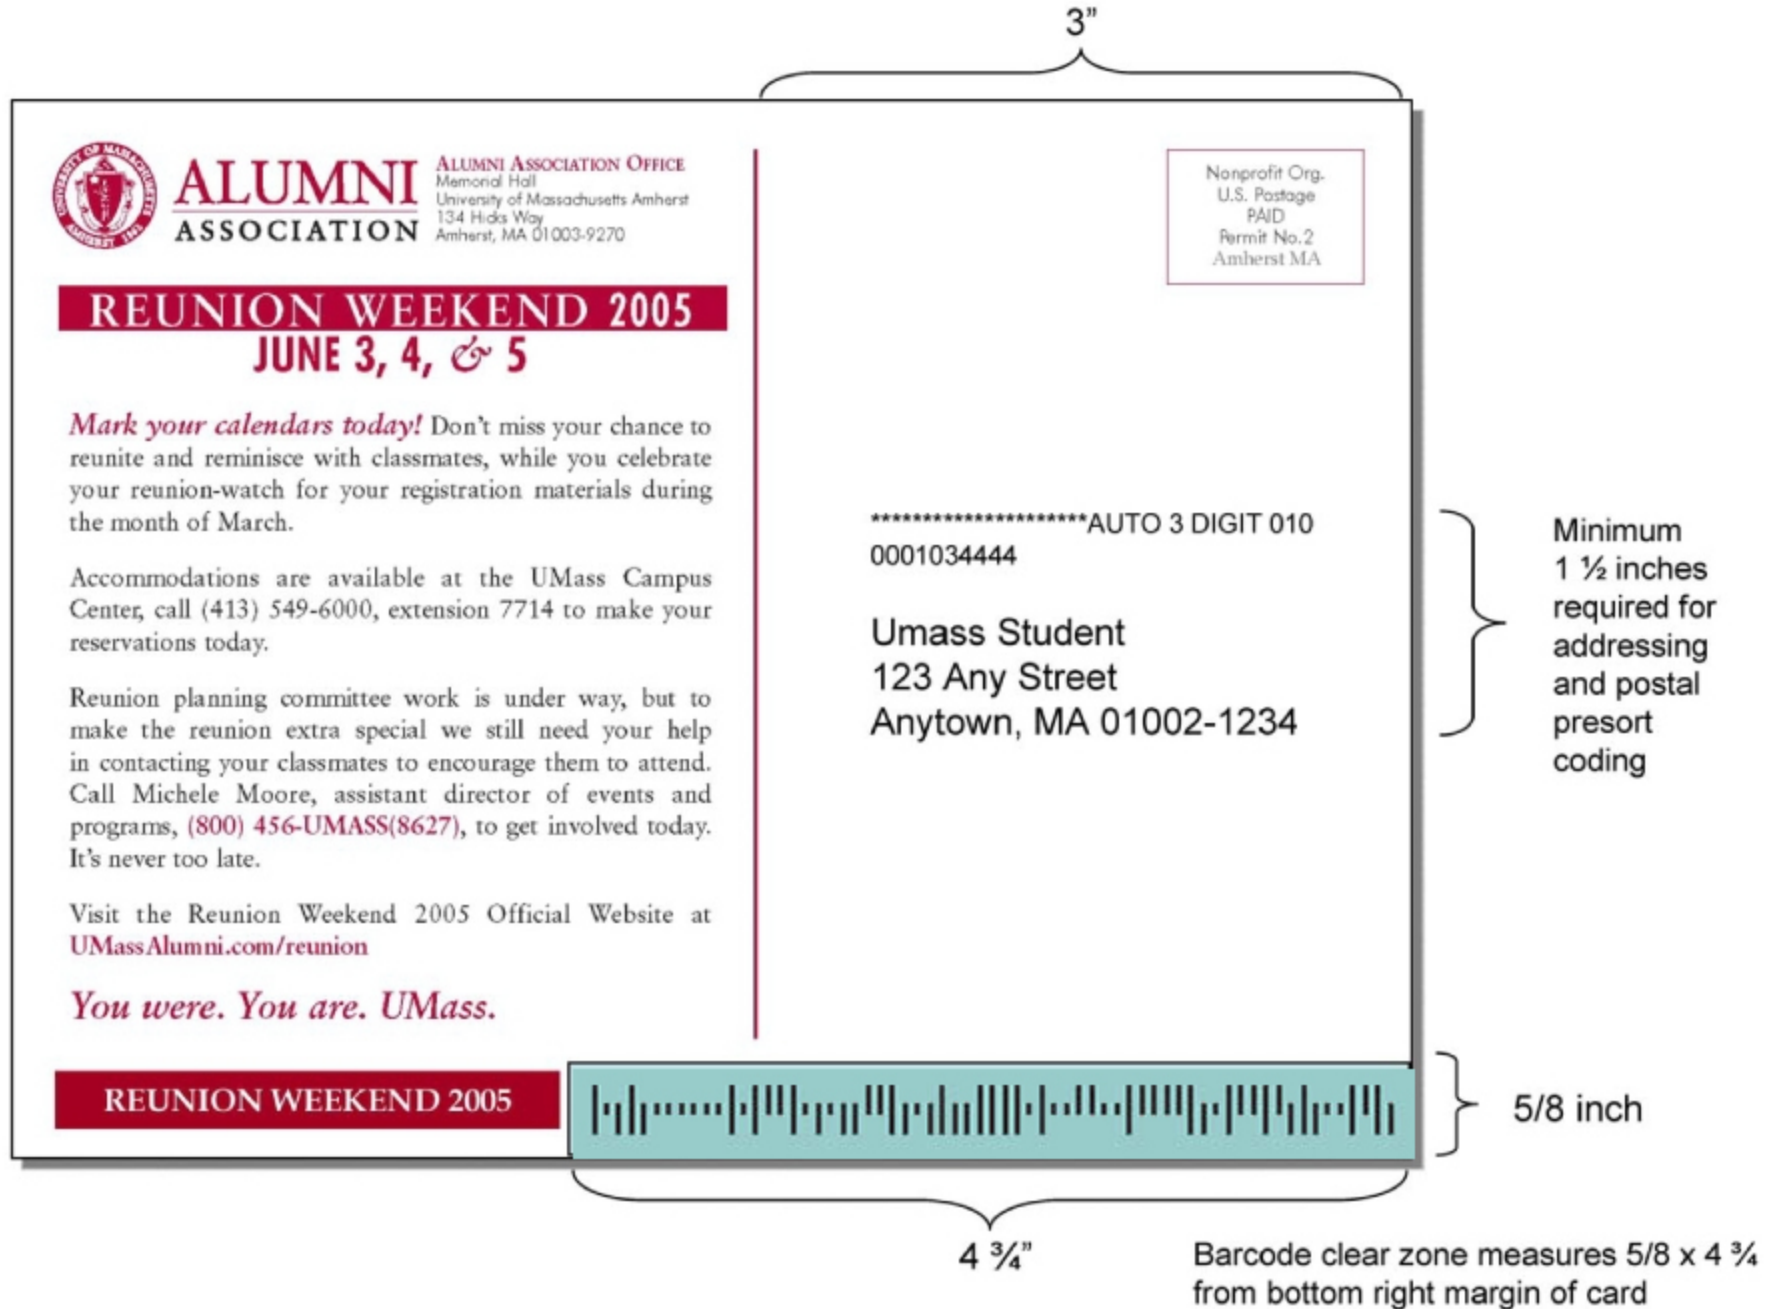 3”
ALUMNI
ASSOCIATION
ALUMNI ASSOCIATION OFFICE
Memorial Hall
University of Massachusetts Amherst
134 Hicks Way
Amherst, MA 01003-9270
Nonprofit Org.
U.S. Postage
PAID
Permit No.2
Amherst MA
REUNION WEEKEND 2005
JUNE 3, 4, & 5
Mark your calendars today! Don’t miss your chance to
reunite and reminisce with classmates, while you celebrate
your reunion-watch for your registration materials during
the month of March.
Accommodations are available at the UMass Campus
Center, call (413) 549-6000, extension 7714 to make your
reservations today.
Reunion planning committee work is under way, but to
make the reunion extra special we still need your help
in contacting your classmates to encourage them to attend.
Call Michele Moore, assistant director of events and
programs, (800) 456-UMASS(8627), to get involved today.
It’s never too late.
Visit the Reunion Weekend 2005 Official Website at
UMassAlumni.com/reunion
You were. You are. UMass.
REUNION WEEKEND 2005
*********************AUTO 3 DIGIT 010
0001034444
Umass Student
123 Any Street
Anytown, MA 01002-1234
Minimum
1 ½ inches
required for
addressing
and postal
presort
coding
5/8 inch
4 ¾”
Barcode clear zone measures 5/8 x 4 ¾
from bottom right margin of card